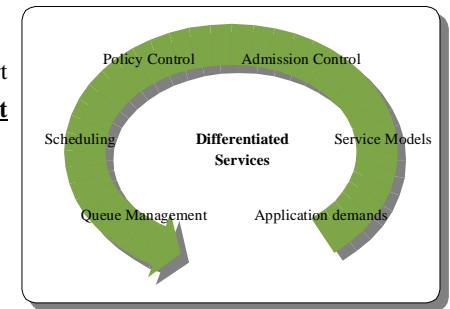 Policy Control Admission Control
t
t
Scheduling Differentiated Services Service Models
Queue Management Application demands